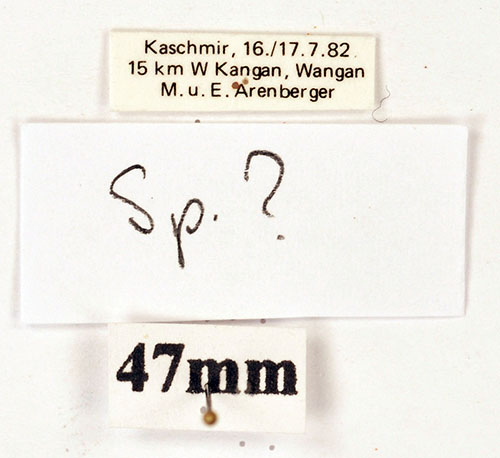 Kaschmir, 16./17.7.82
15 km W Kangan, Wangan
M. u. E. Arenberger
Sp. ?
47mm